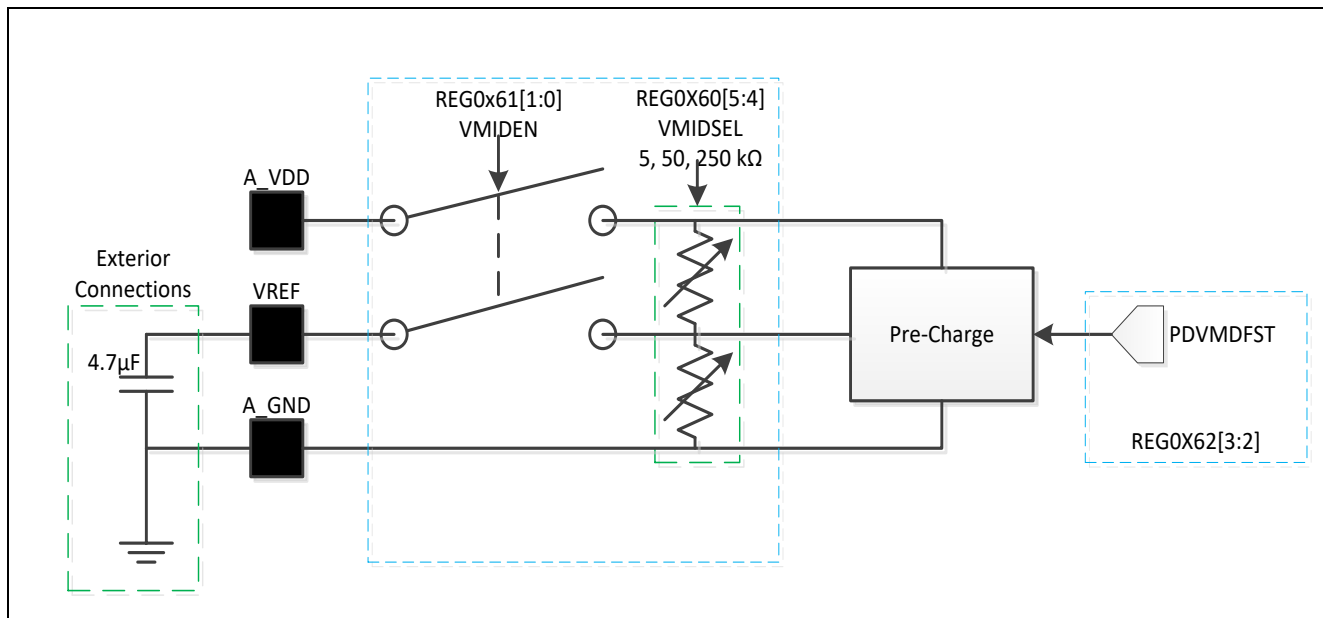 REG0x61[1:0]
VMIDEN
REG0X60[5:4]
VMIDSEL
5, 50, 250 kΩ
A_VDD
Exterior
Connections
VREF
4.7µF
A_GND
Pre-Charge
PDVMDFST
REG0X62[3:2]